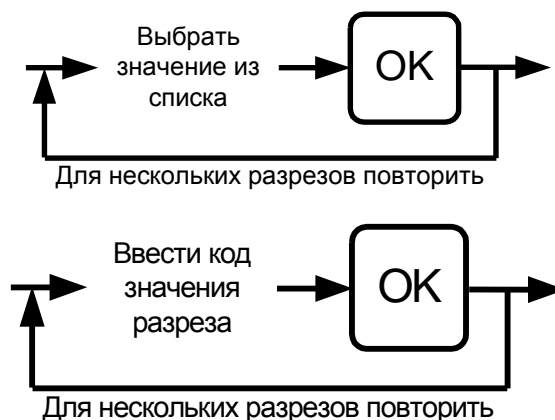 Выбрать
значение из
списка
OK
Для нескольких разрезов повторить
Ввести код
значения
разреза
OK
Для нескольких разрезов повторить